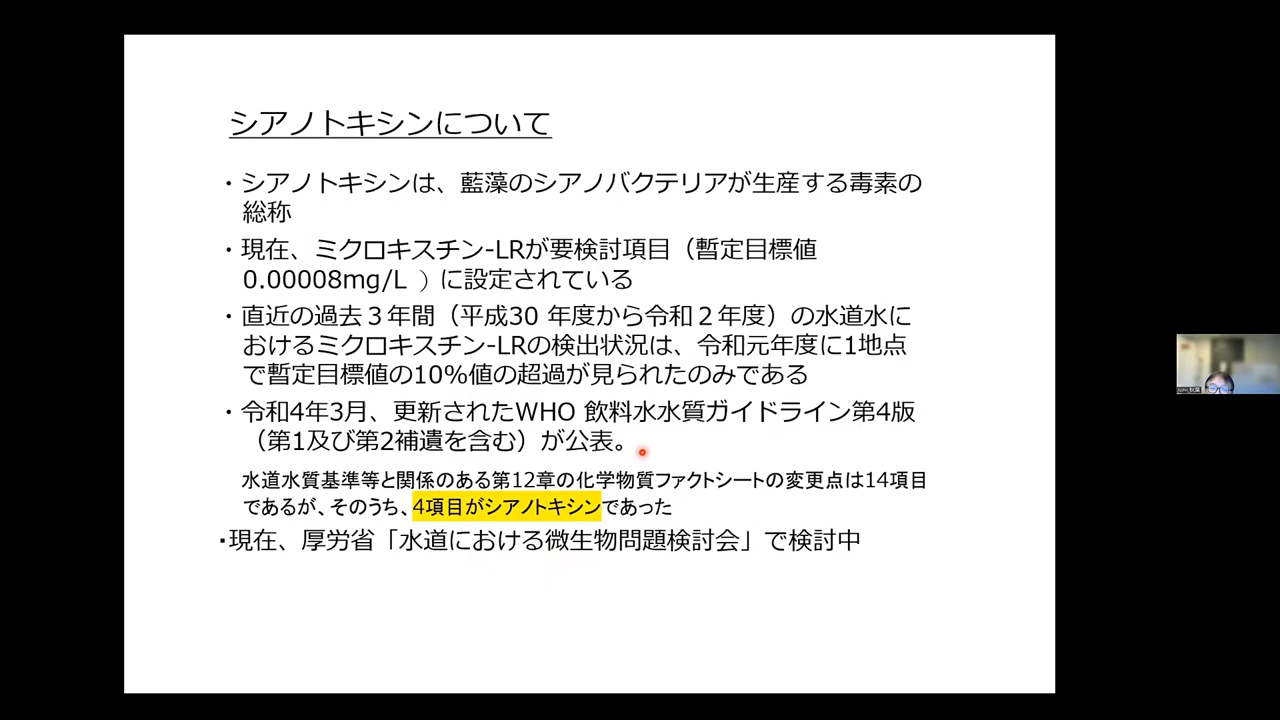 シアノトキシンについて
・シアノトキシンは、藍藻のシアノバクテリアが生産する毒素の
総称
・現在、ミクロキスチン-LRが要検討項目（暫定目標値
0.00008mg/L ）に設定されている
・直近の過去３年間（平成30 年度から令和２年度）の水道水に
おけるミクロキスチン-LRの検出状況は、令和元年度に1地点
で暫定目標値の10%値の超過が見られたのみである
・令和4年3月、更新されたWHO 飲料水水質ガイドライン第4版
（第1及び第2補遺を含む）が公表。
水道水質基準等と関係のある第12章の化学物質ファクトシートの変更点は14項目
であるが、そのうち、4項目がシアノトキシンであった
・現在、厚労省「水道における微生物問題検討会」で検討中